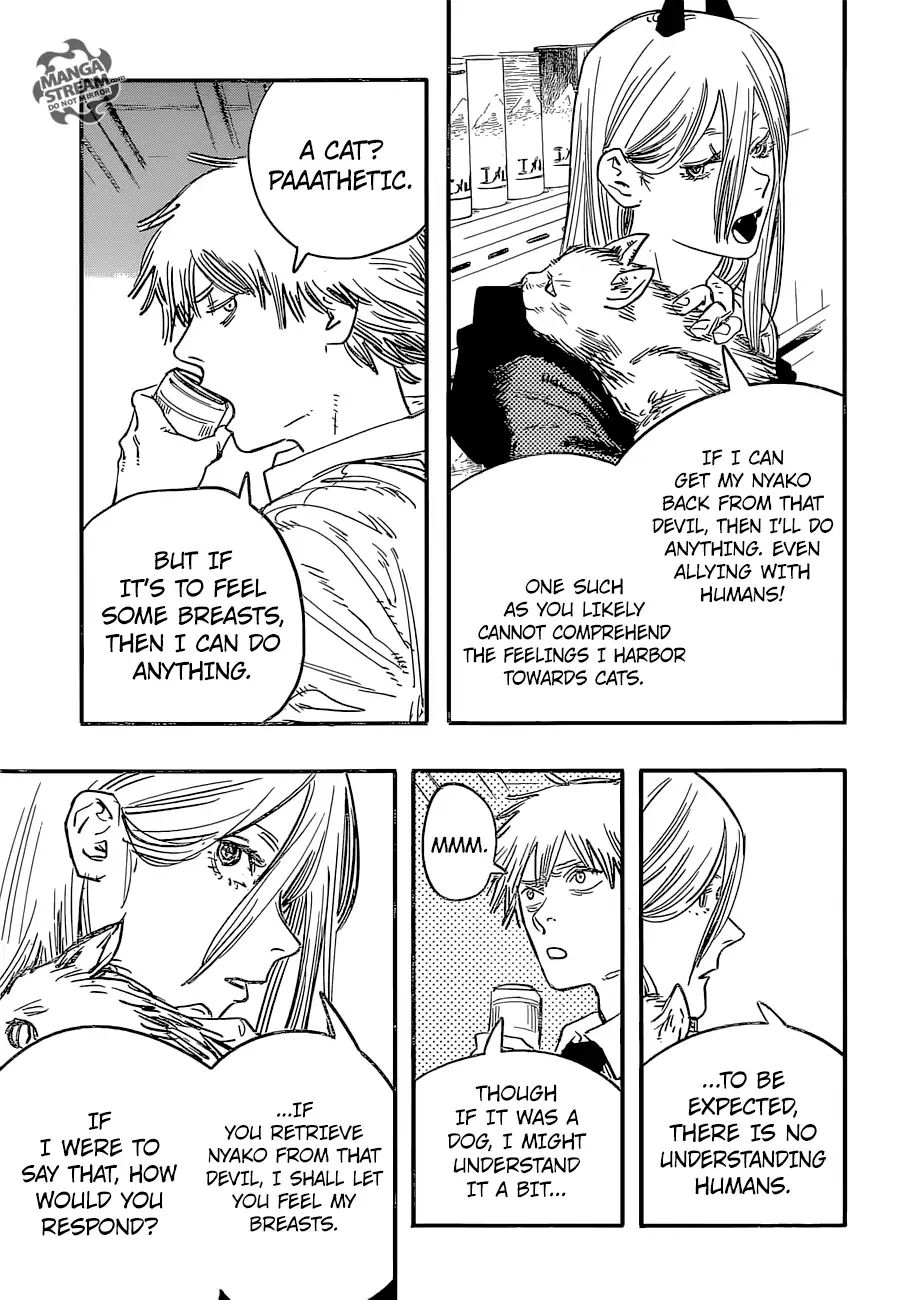 MANGA
STREAM.com
DO NOT MIRROR
IF I CAN
GET MY NYAKO
BACK FROM THAT
DEVIL, THEN I'LL DO
ANYTHING. EVEN
ALLYING WITH
HUMANS!
ONE SUCH
AS YOU LIKELY
CANNOT COMPREHEND
THE FEELINGS I HARBOR
TOWARDS CATS.
A CAT?
PAAATHETIC.
BUT IF
IT'S TO FEEL
SOME BREASTS,
THEN I CAN DO
ANYTHING.
...TO BE
EXPECTED,
THERE IS NO
UNDERSTANDING
HUMANS.
MMM.
THOUGH
IF IT WAS A
DOG, I MIGHT
UNDERSTAND
IT A BIT...
...IF
YOU RETRIEVE
NYAKO FROM THAT
DEVIL, I SHALL LET
YOU FEEL MY
BREASTS.
IF
I WERE TO
SAY THAT, HOW
WOULD YOU
RESPOND?